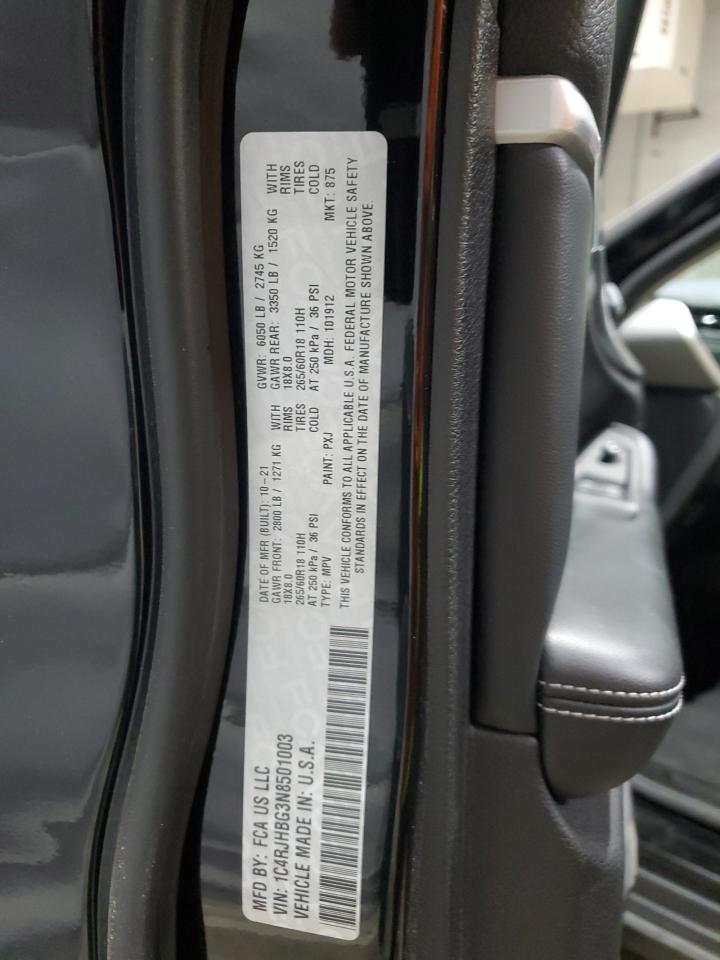 MFD BY: FCA US LLC
VIN: 1C4RJHBG3N8501003
VEHICLE MADE IN: U.S.A.
DATE OF MFR (BUILT): 10-21
GVWR: 6050 LB / 2745 KG
GAWR FRONT: 2800 LB / 1271 KG WITH
GAWR REAR: 3350 LB / 1520 KG WITH
18X8.0 RIMS
18X8.0 RIMS
265/60R18 110H TIRES
265/60R18 110H TIRES
AT 250 kPa / 36 PSI COLD
AT 250 kPa / 36 PSI COLD
TYPE: MPV PAINT: PXJ MDH: 101912 MKT: 875
THIS VEHICLE CONFORMS TO ALL APPLICABLE U.S.A. FEDERAL MOTOR VEHICLE SAFETY
STANDARDS IN EFFECT ON THE DATE OF MANUFACTURE SHOWN ABOVE.